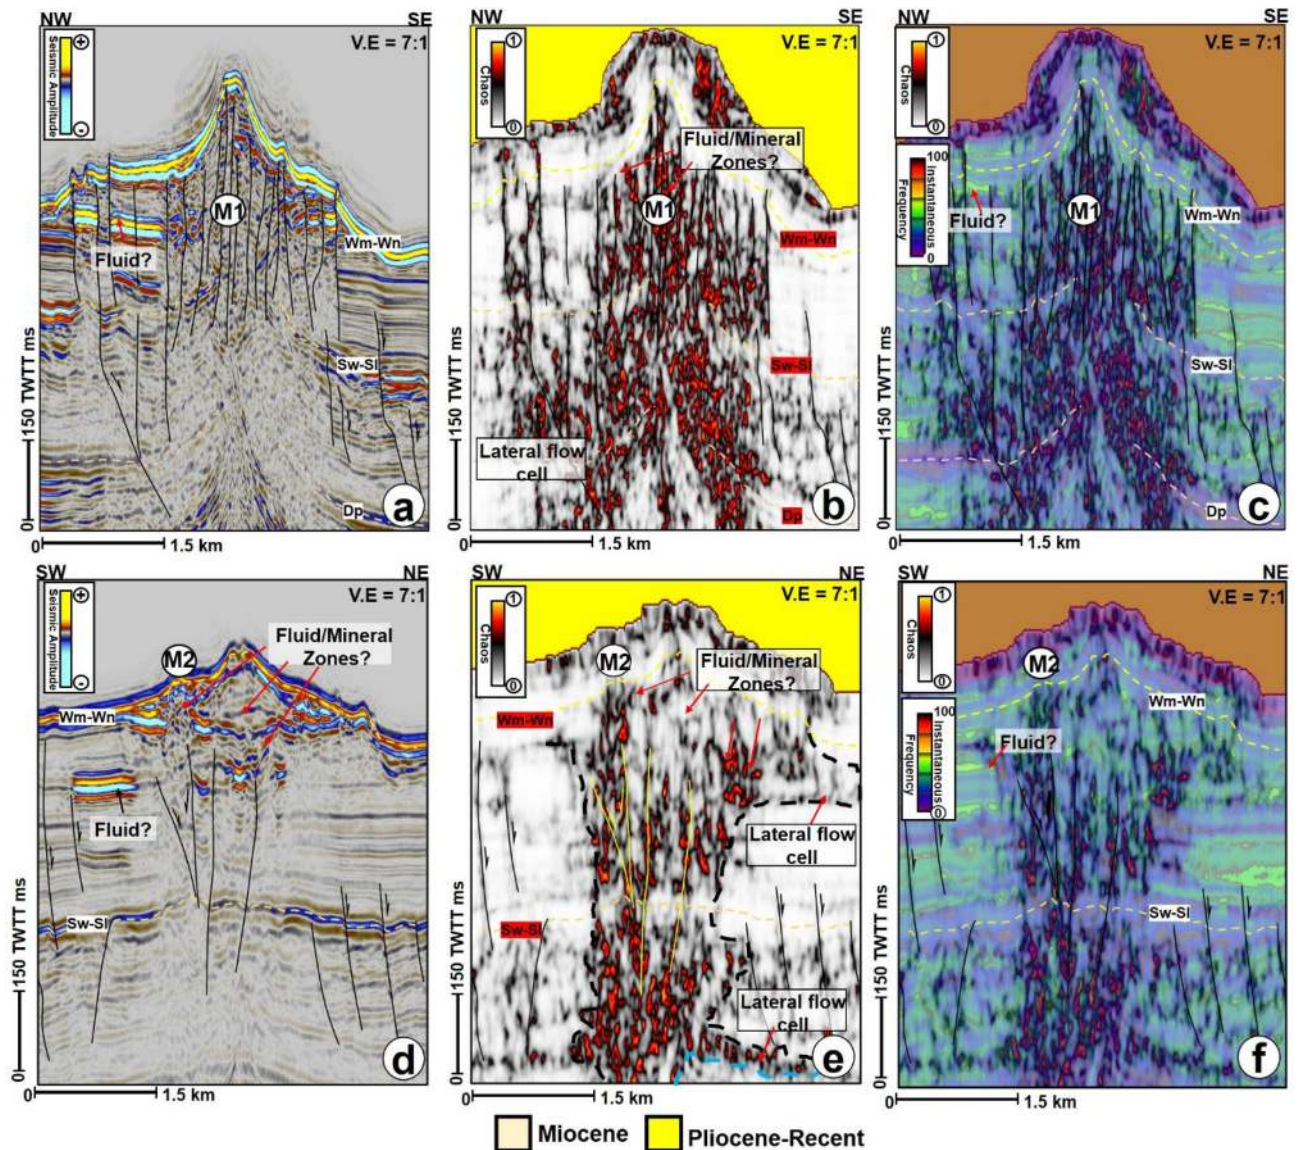 NW
SE
V.E = 7:1
+
Seismic Amplitude
-
M1
Fluid?
Wm-Wn
Sw-Sl
Dp
150 TWTT ms
0
a
0
1.5 km
NW
SE
V.E = 7:1
1
Chaos
0
Fluid/Mineral
Zones?
M1
Wm-Wn
Sw-Sl
Lateral flow
cell
Dp
150 TWTT ms
0
b
0
1.5 km
NW
SE
V.E = 7:1
1
Chaos
0
100
Instantaneous
Frequency
0
Fluid?
M1
Wm-Wn
Sw-Sl
Dp
150 TWTT ms
0
c
0
1.5 km
SW
NE
V.E = 7:1
+
Seismic Amplitude
-
M2
Fluid/Mineral
Zones?
Wm-Wn
Fluid?
Sw-Sl
150 TWTT ms
0
d
0
1.5 km
SW
NE
V.E = 7:1
1
Chaos
0
M2
Fluid/Mineral
Zones?
Wm-Wn
Lateral flow
cell
Sw-Sl
Lateral flow
cell
150 TWTT ms
0
e
0
1.5 km
SW
NE
V.E = 7:1
1
Chaos
0
100
Instantaneous
Frequency
0
M2
Wm-Wn
Fluid?
Sw-Sl
150 TWTT ms
0
f
0
1.5 km
Miocene
Pliocene-Recent